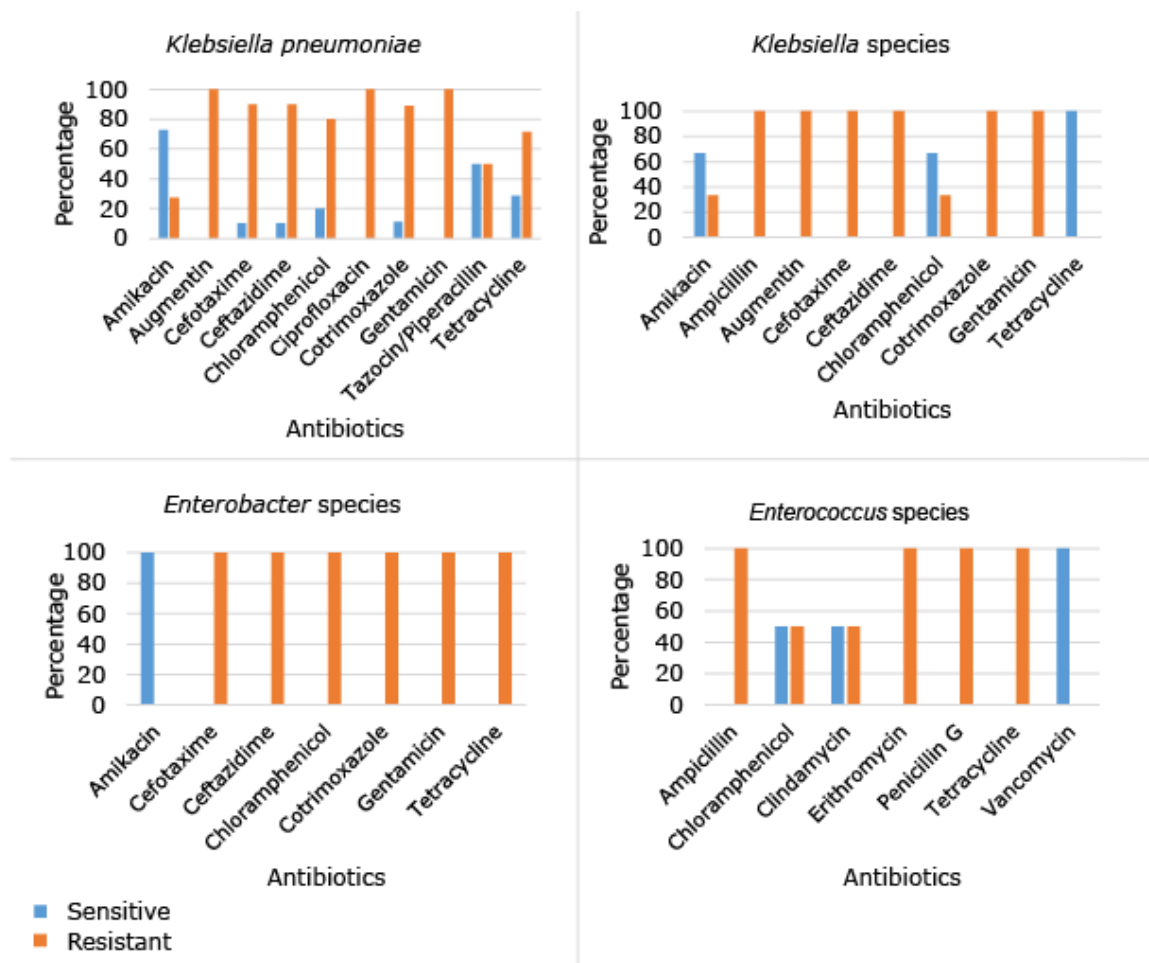 Klebsiella pneumoniae
Percentage
100
80
60
40
20
0
Amikacin
Augmentin
Cefotaxime
Ceftazidime
Chloramphenicol
Ciprofloxacin
Cotrimoxazole
Gentamicin
Tazocin/Piperacillin
Tetracycline
Antibiotics
Klebsiella species
Percentage
100
80
60
40
20
0
Amikacin
Ampiclillin
Augmentin
Cefotaxime
Ceftazidime
Chloramphenicol
Cotrimoxazole
Gentamicin
Tetracycline
Antibiotics
Enterobacter species
Percentage
100
80
60
40
20
0
Amikacin
Cefotaxime
Ceftazidime
Chloramphenicol
Cotrimoxazole
Gentamicin
Tetracycline
Antibiotics
Enterococcus species
Percentage
100
80
60
40
20
0
Ampiclillin
Chloramphenicol
Clindamycin
Erithromycin
Penicillin G
Tetracycline
Vancomycin
Antibiotics
Sensitive
Resistant